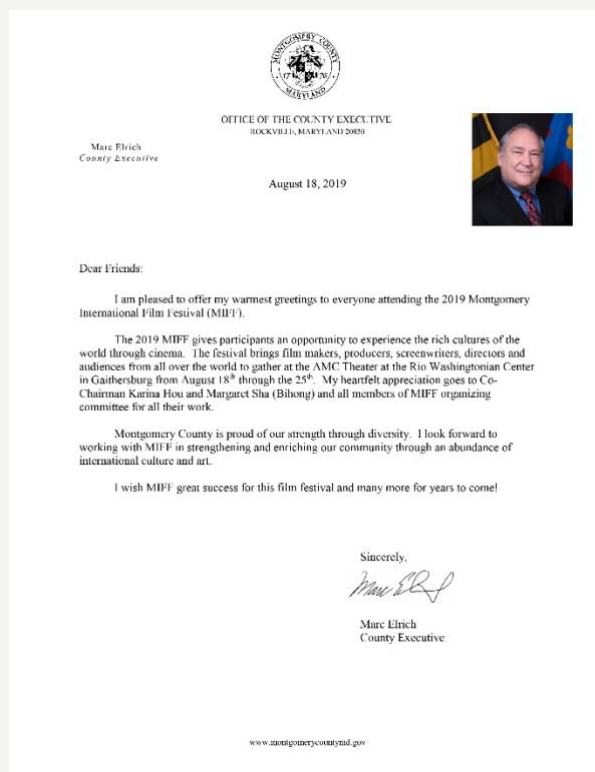 MONTGOMERY COUNTY
17 76
MARYLAND
OFFICE OF THE COUNTY EXECUTIVE
ROCKVILLE, MARYLAND 20850
Marc Elrich
County Executive
August 18, 2019
Dear Friends:
I am pleased to offer my warmest greetings to everyone attending the 2019 Montgomery
International Film Festival (MIFF).
The 2019 MIFF gives participants an opportunity to experience the rich cultures of the
world through cinema. The festival brings film makers, producers, screenwriters, directors and
audiences from all over the world to gather at the AMC Theater at the Rio Washingtonian Center
in Gaithersburg from August 18th through the 25th. My heartfelt appreciation goes to Co-
Chairman Karina Hou and Margaret Sha (Bihong) and all members of MIFF organizing
committee for all their work.
Montgomery County is proud of our strength through diversity. I look forward to
working with MIFF in strengthening and enriching our community through an abundance of
international culture and art.
I wish MIFF great success for this film festival and many more for years to come!
Sincerely,
Marc Elrich
Marc Elrich
County Executive
www.montgomerycountymd.gov